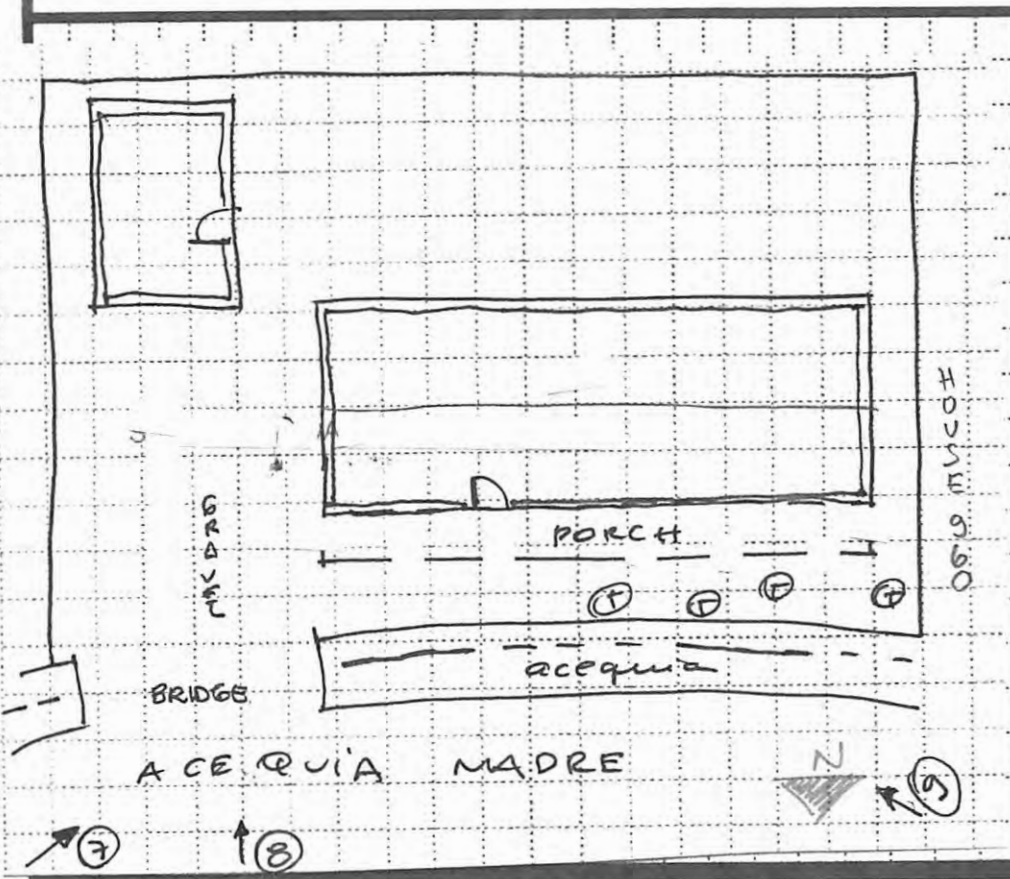 HOUSE 960
GRAVEL
PORCH
T T T T
acequia
BRIDGE
ACEQUIA MADRE
N
9
7
8